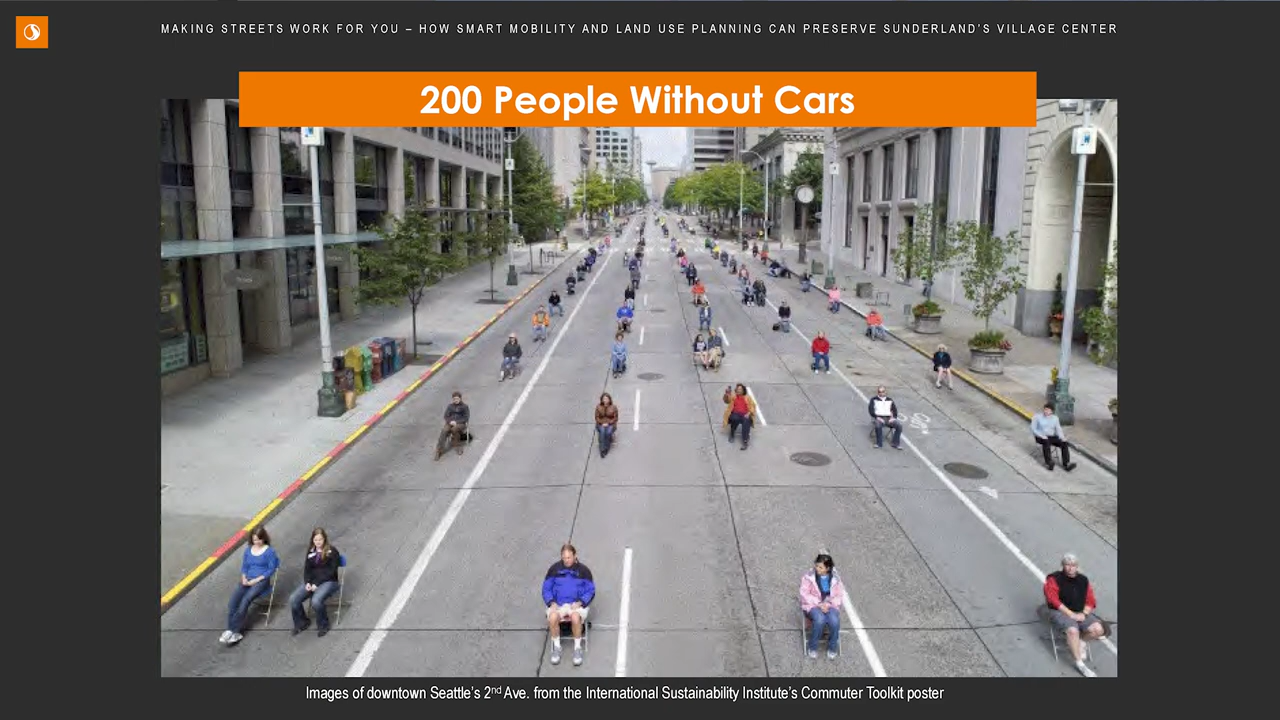 MAKING STREETS WORK FOR YOU – HOW SMART MOBILITY AND LAND USE PLANNING CAN PRESERVE SUNDERLAND'S VILLAGE CENTER
200 People Without Cars
Images of downtown Seattle's 2nd Ave. from the International Sustainability Institute's Commuter Toolkit poster